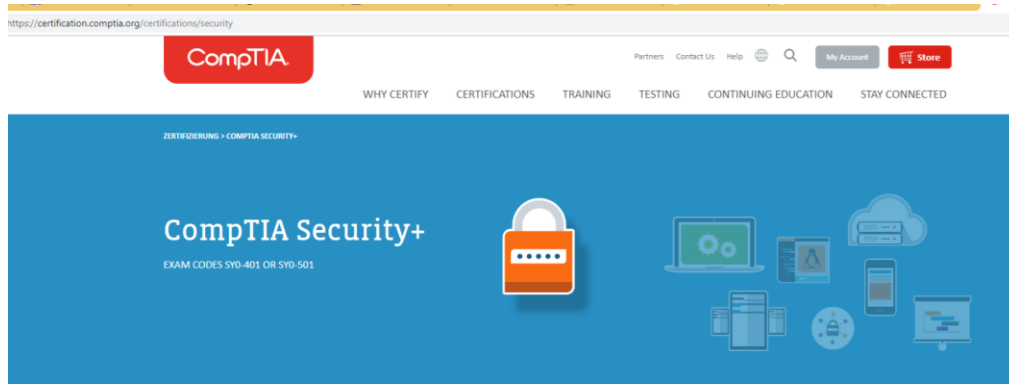 https://certification.comptia.org/certifications/security
CompTIA.
Partners Contact Us Help My Account Store
WHY CERTIFY CERTIFICATIONS TRAINING TESTING CONTINUING EDUCATION STAY CONNECTED
ZERTIFIZIERUNG > COMPTIA SECURITY+
CompTIA Security+
EXAM CODES SY0-401 OR SY0-501